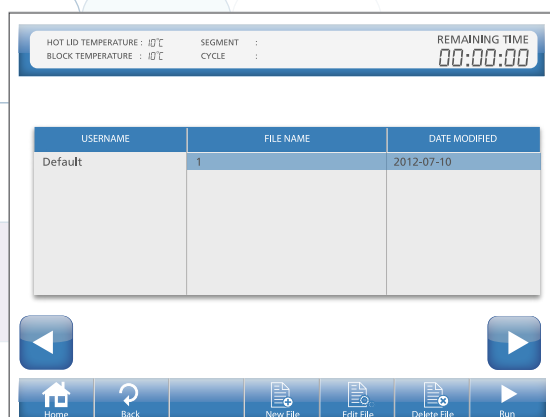 HOT LID TEMPERATURE : 10°C SEGMENT : REMAINING TIME
BLOCK TEMPERATURE : 10°C CYCLE : 00:00:00
USERNAME FILE NAME DATE MODIFIED
Default 1 2012-07-10
Home Back New File Edit File Delete File Run